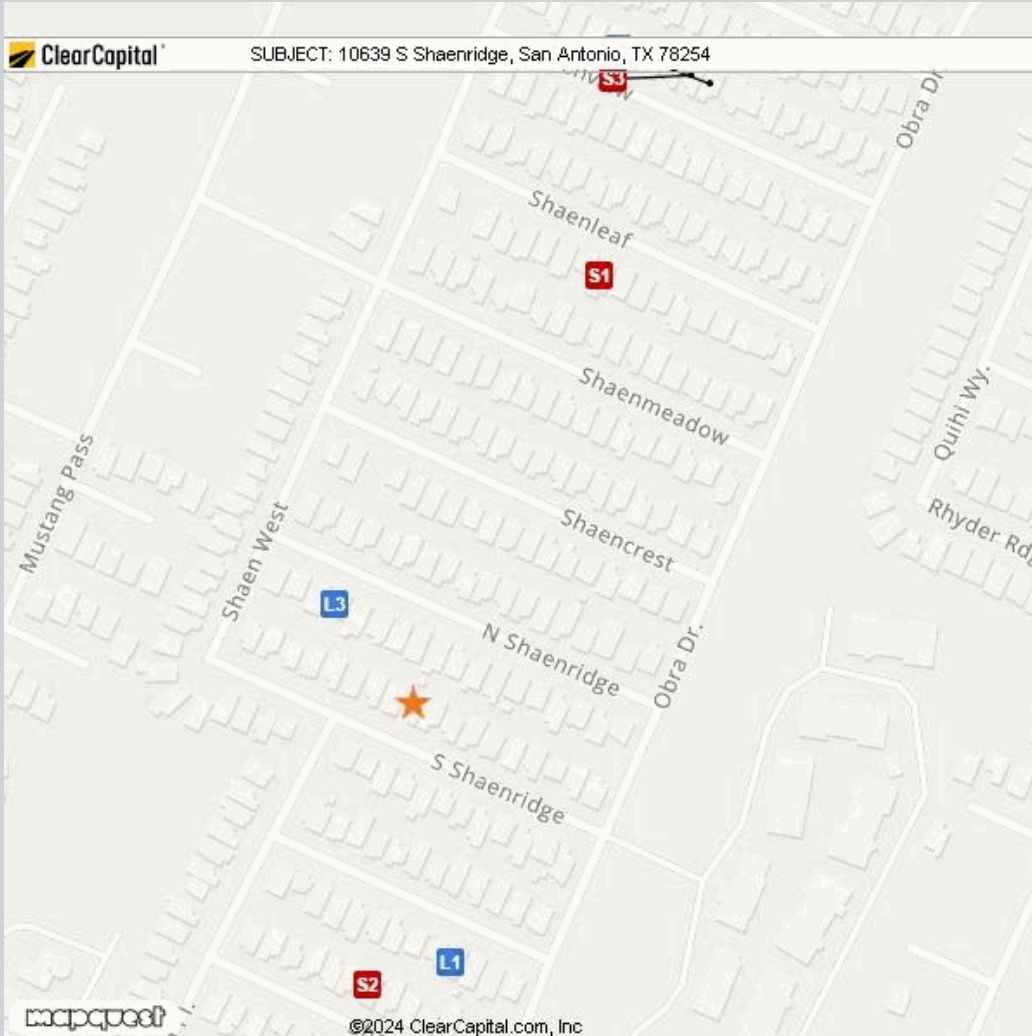 ClearCapital
SUBJECT: 10639 S Shaenridge, San Antonio, TX 78254
S3
Obra Dr.
Shaenleaf
S1
Shaenmeadow
Quihi Wy.
Mustang Pass
Shaen West
Shaencrest
Rhyder Rdg
L3
N Shaenridge
Obra Dr.
S Shaenridge
L1
S2
mapquest
©2024 ClearCapital.com, Inc